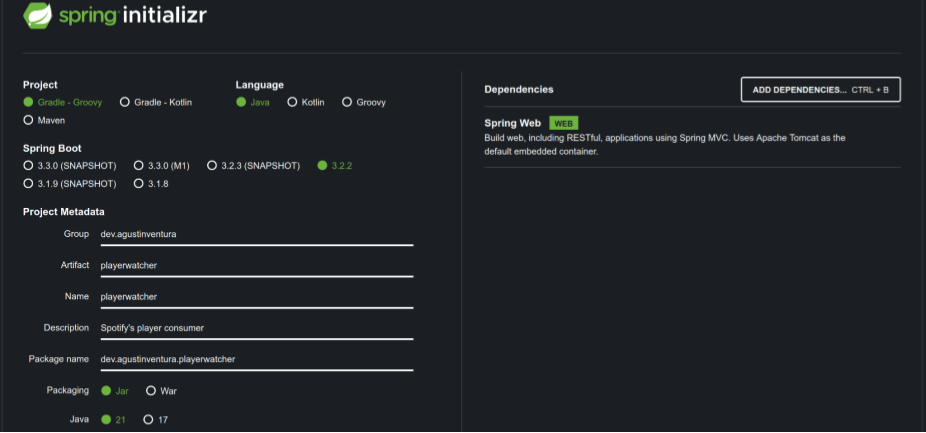 spring initializr
Project
Gradle - Groovy Gradle - Kotlin
Maven
Language
Java Kotlin Groovy
Spring Boot
3.3.0 (SNAPSHOT) 3.3.0 (M1) 3.2.3 (SNAPSHOT) 3.2.2
3.1.9 (SNAPSHOT) 3.1.8
Project Metadata
Group dev.agustinventura
Artifact playerwatcher
Name playerwatcher
Description Spotify's player consumer
Package name dev.agustinventura.playerwatcher
Packaging Jar War
Java 21 17
Dependencies ADD DEPENDENCIES... CTRL + B
Spring Web WEB
Build web, including RESTful, applications using Spring MVC. Uses Apache Tomcat as the
default embedded container.